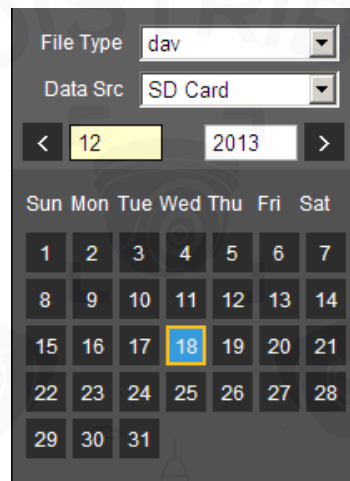 File Type dav
Data Src SD Card
< 12 2013 >
Sun Mon Tue Wed Thu Fri Sat
1 2 3 4 5 6 7
8 9 10 11 12 13 14
15 16 17 18 19 20 21
22 23 24 25 26 27 28
29 30 31